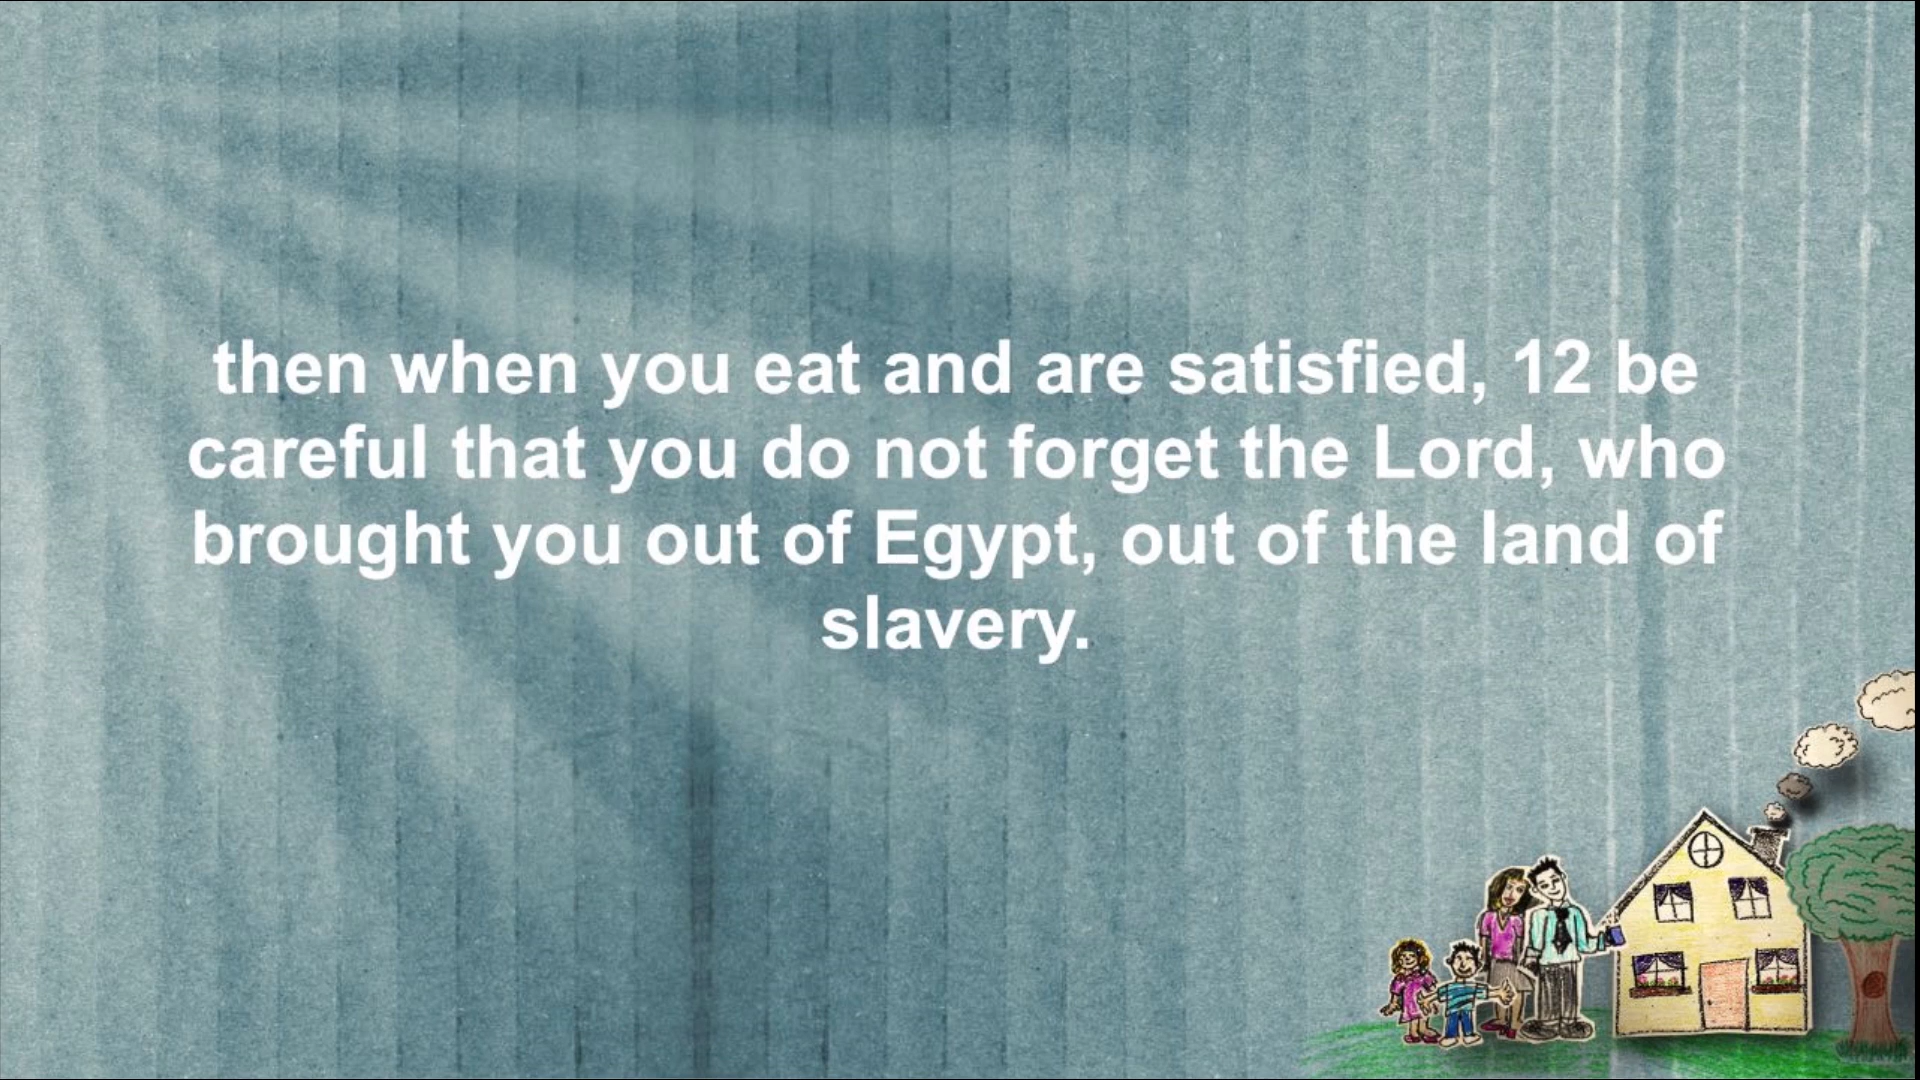 then when you eat and are satisfied, 12 be
careful that you do not forget the Lord, who
brought you out of Egypt, out of the land of
slavery.